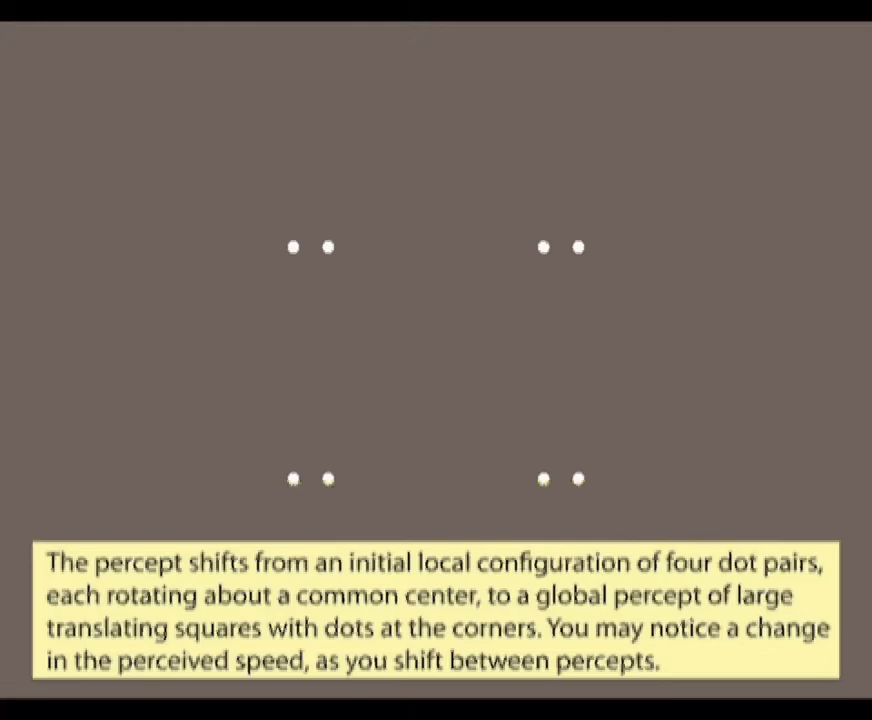 The percept shifts from an initial local configuration of four dot pairs,
each rotating about a common center, to a global percept of large
translating squares with dots at the corners. You may notice a change
in the perceived speed, as you shift between percepts.